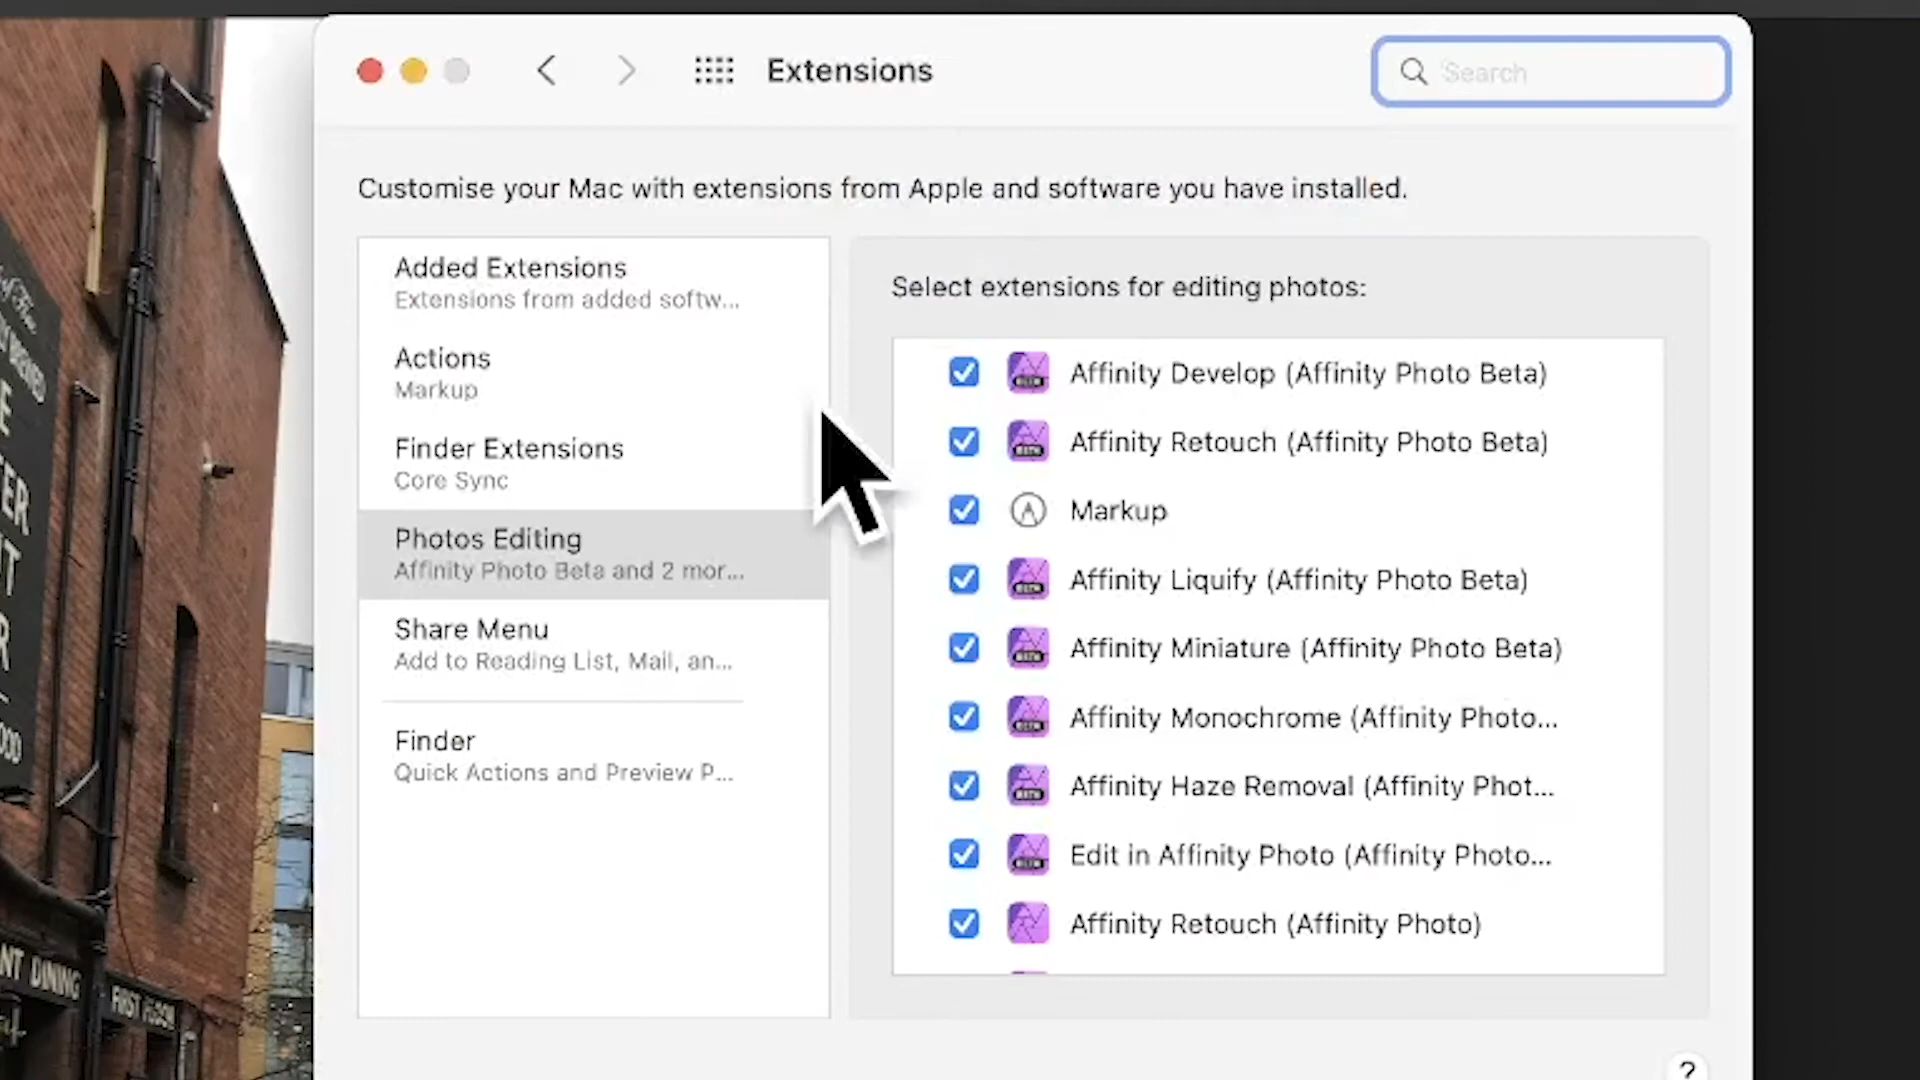 Extensions
Search
Customise your Mac with extensions from Apple and software you have installed.
Added Extensions
Extensions from added softw...
Actions
Markup
Finder Extensions
Core Sync
Photos Editing
Affinity Photo Beta and 2 mor...
Share Menu
Add to Reading List, Mail, an...
Finder
Quick Actions and Preview P...
Select extensions for editing photos:
Affinity Develop (Affinity Photo Beta)
Affinity Retouch (Affinity Photo Beta)
Markup
Affinity Liquify (Affinity Photo Beta)
Affinity Miniature (Affinity Photo Beta)
Affinity Monochrome (Affinity Photo...
Affinity Haze Removal (Affinity Phot...
Edit in Affinity Photo (Affinity Photo...
Affinity Retouch (Affinity Photo)
?
NT DINING
FIRST FLOOR